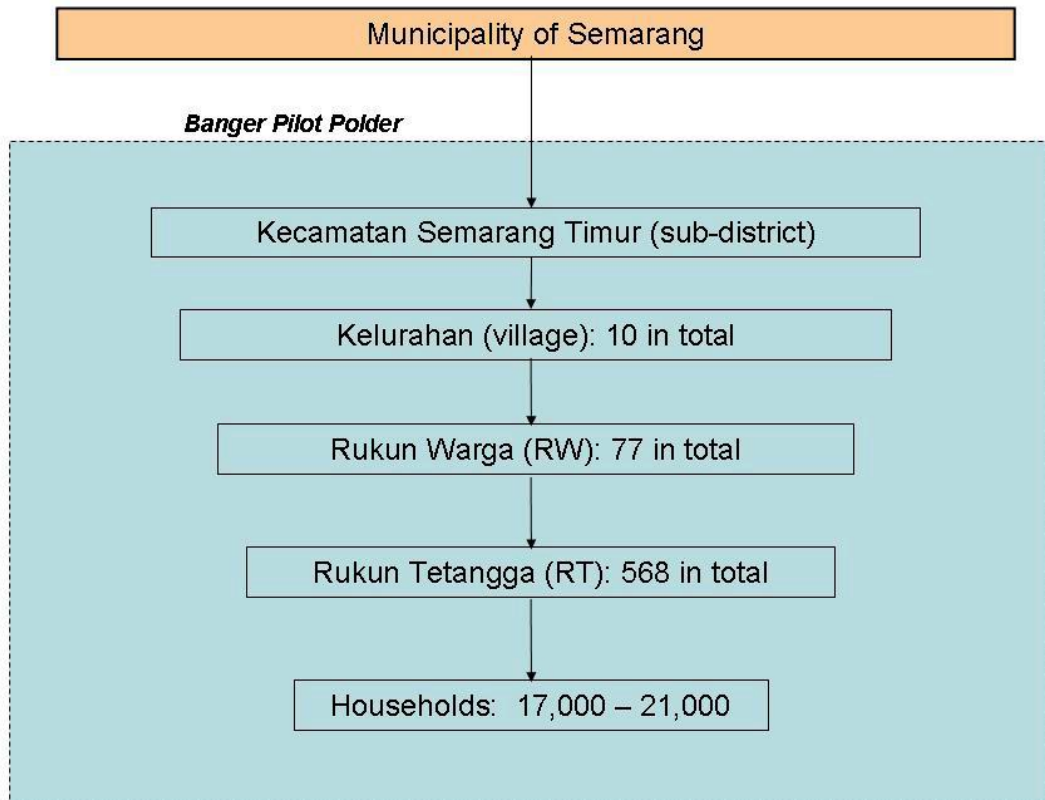 Municipality of Semarang
Banger Pilot Polder
Kecamatan Semarang Timur (sub-district)
Kelurahan (village): 10 in total
Rukun Warga (RW): 77 in total
Rukun Tetangga (RT): 568 in total
Households: 17,000 – 21,000